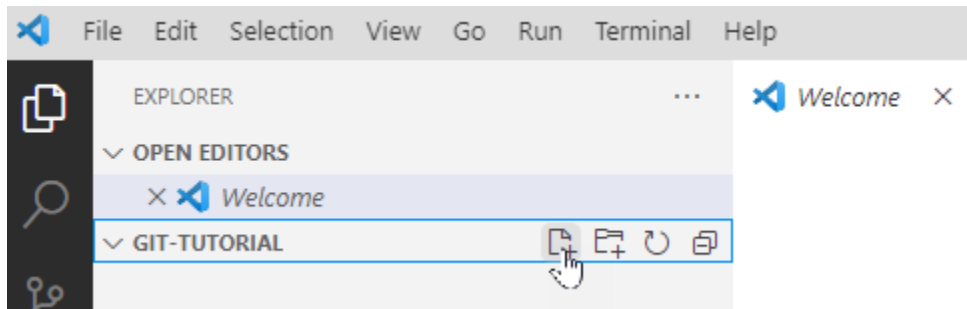 File Edit Selection View Go Run Terminal Help
EXPLORER
Welcome
OPEN EDITORS
Welcome
GIT-TUTORIAL